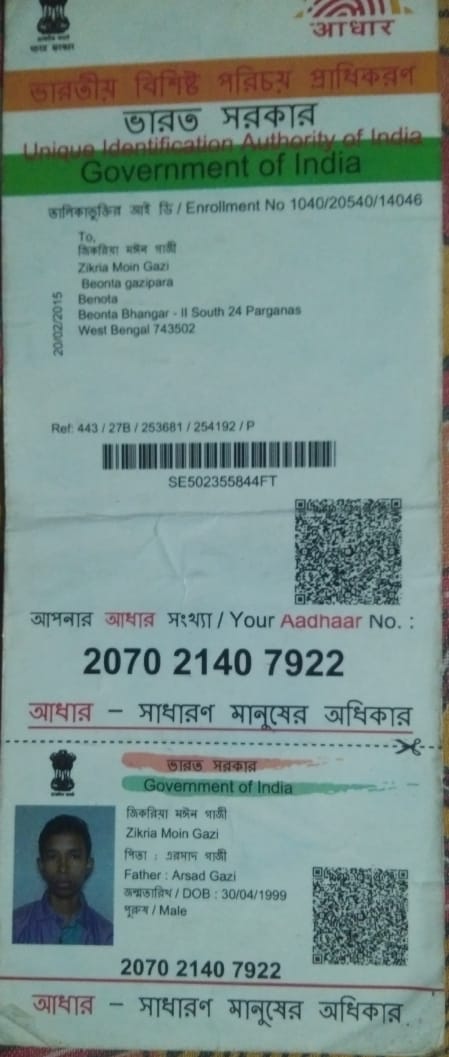 आधार
ভারতীয় বিশিষ্ট পরিচয় প্রাধিকরণ
ভারত সরকার
Unique Identification Authority of India
Government of India
তালিকাভুক্তির আই ডি / Enrollment No 1040/20540/14046
To,
জিকরিয়া মঈন গাজী
Zikria Moin Gazi
Beonta gazipara
Benota
Beonta Bhangar - II South 24 Parganas
West Bengal 743502
20/02/2015
Ref: 443 / 27B / 253681 / 254192 / P
SE502355844FT
আপনার আধার সংখ্যা / Your Aadhaar No. :
2070 2140 7922
আধার – সাধারণ মানুষের অধিকার
ভারত সরকার
Government of India
জিকরিয়া মঈন গাজী
Zikria Moin Gazi
পিতা : এরসাদ গাজী
Father : Arsad Gazi
জন্মতারিখ / DOB : 30/04/1999
পুরুষ / Male
2070 2140 7922
আধার – সাধারণ মানুষের অধিকার